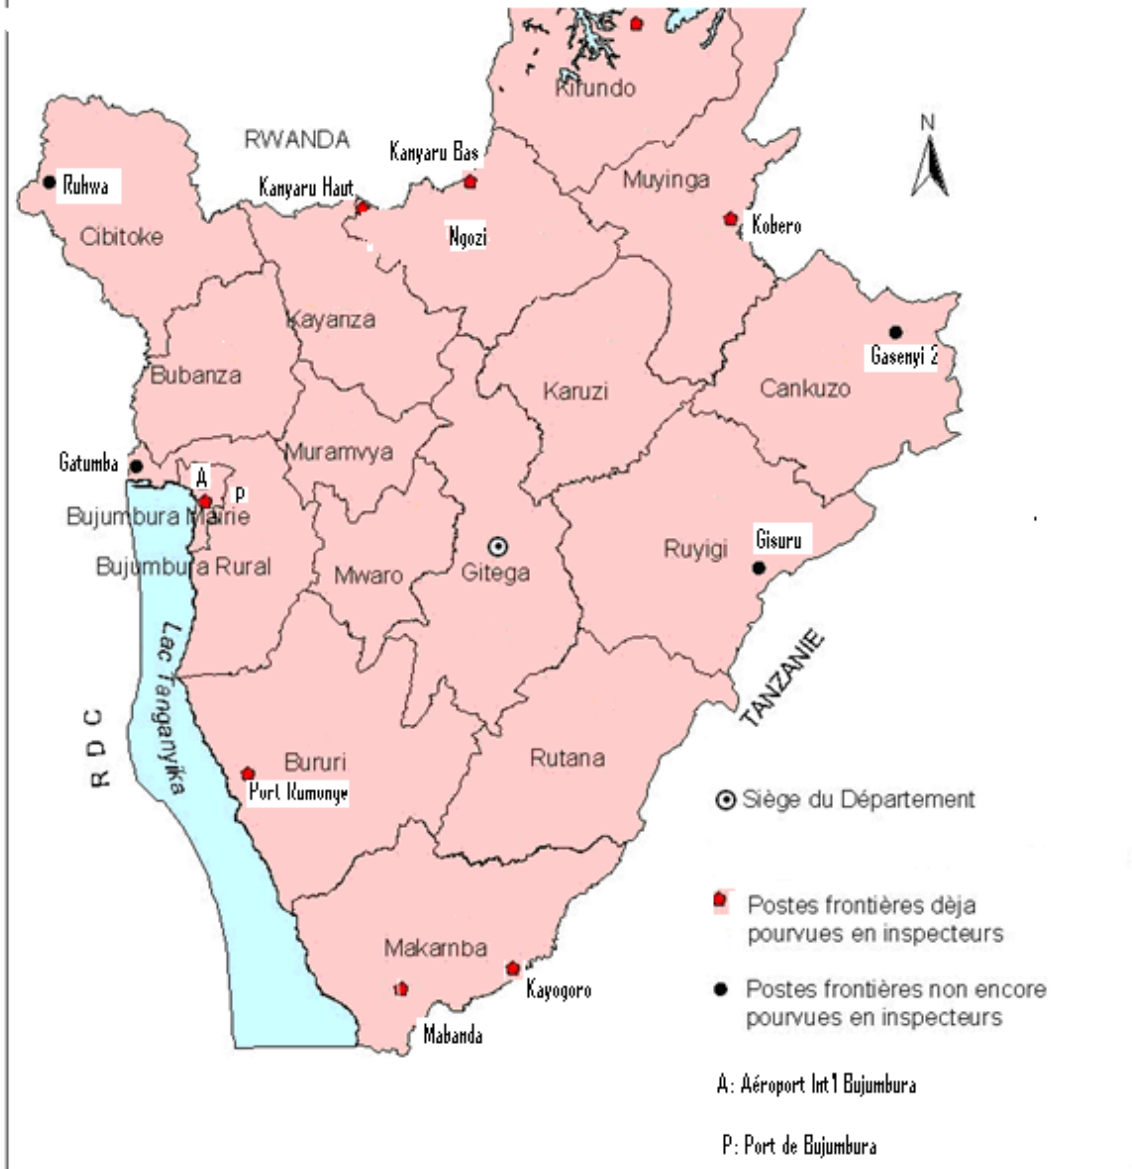 Kirundo
RWANDA
Kanyaru Bas
Muyinga
N
Ruhwa
Kanyaru Haut
Kobero
Cibitoke
Ngozi
Kayanza
Gasenyi 2
Bubanza
Karuzi
Cankuzo
Gatumba
Muramvya
A
P
Bujumbura Mairie
Gisuru
Ruyigi
Bujumbura Rural
Mwaro
Gitega
Lac Tanganyika
TANZANIE
RDC
Bururi
Rutana
Port Rumonge
Siège du Département
Postes frontières dèja
pourvues en inspecteurs
Makamba
Kayogoro
Postes frontières non encore
pourvues en inspecteurs
Mabanda
A: Aéroport Int'l Bujumbura
P: Port de Bujumbura